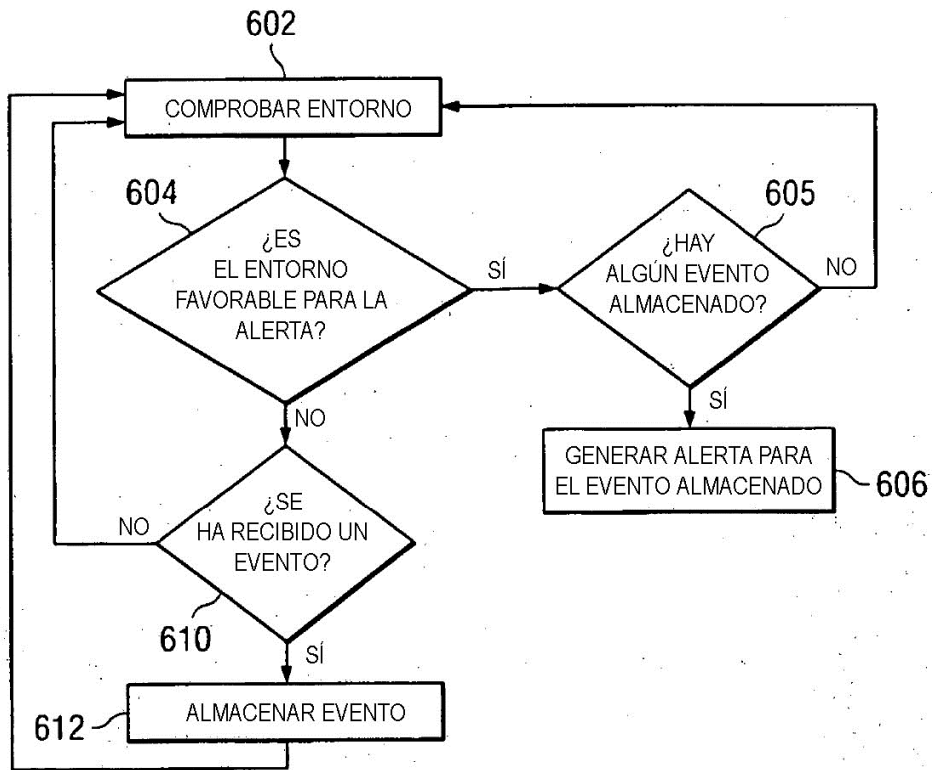 602
COMPROBAR ENTORNO
604
¿ES
EL ENTORNO
FAVORABLE PARA LA
ALERTA?
SÍ
605
¿HAY
ALGÚN EVENTO
ALMACENADO?
NO
NO
SÍ
GENERAR ALERTA PARA
EL EVENTO ALMACENADO
606
¿SE
HA RECIBIDO UN
EVENTO?
NO
610
SÍ
ALMACENAR EVENTO
612